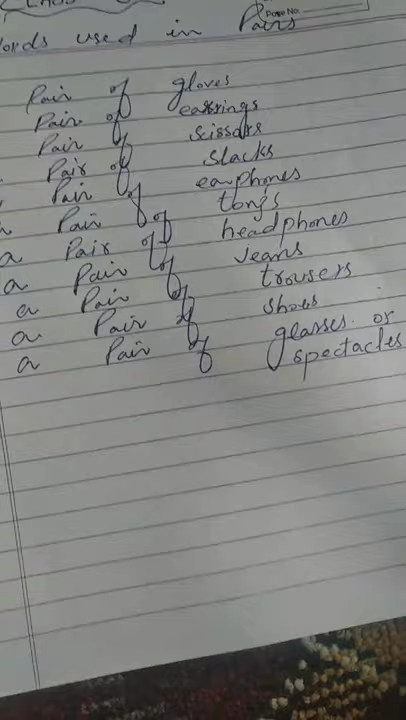 Page No.
ords used in Pairs
Pair of gloves
Pair of earrings
Pair of scissors
Pair of slacks
Pair of earphones
Pair of tongs
a Pair of headphones
a Pair of jeans
a Pair of trousers
a Pair of shoes
a Pair of glasses or
spectacles